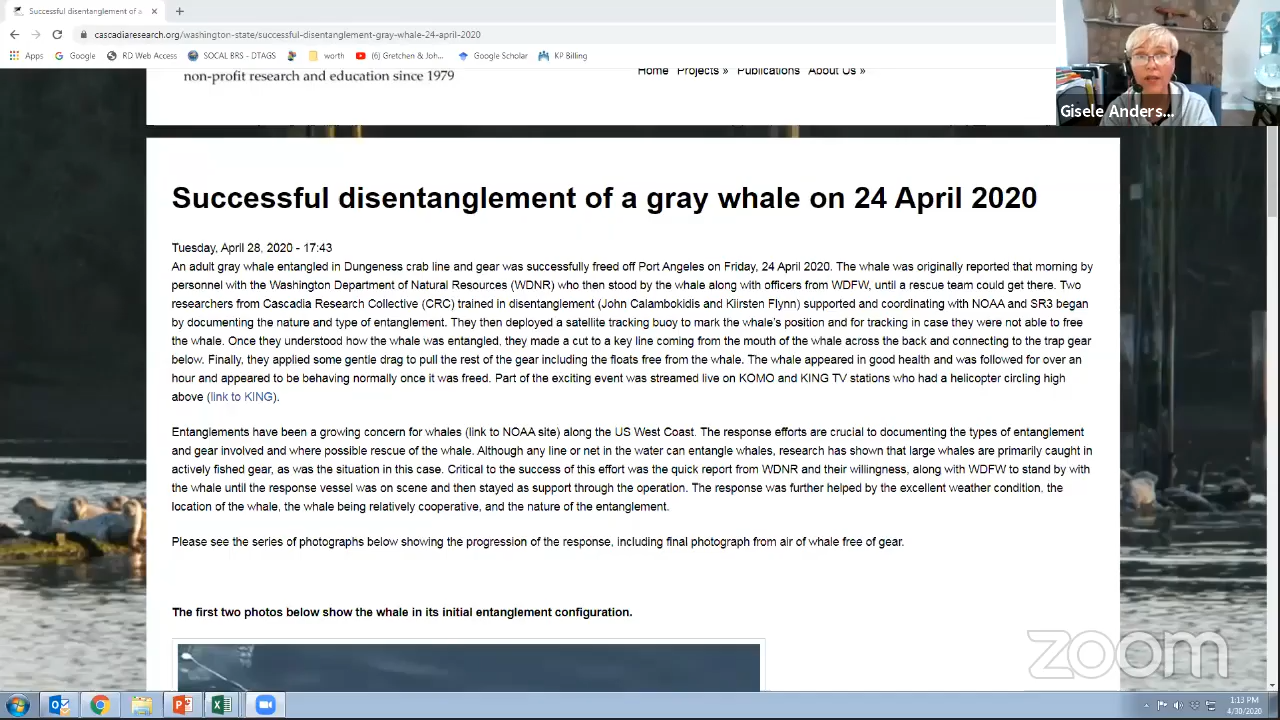 Successful disentanglement of a
cascadiaresearch.org/washington-state/successful-disentanglement-gray-whale-24-april-2020
Apps Google RD Web Access SOCAL BRS - DTAGS worth (6) Gretchen & Joh... Google Scholar KP Billing
non-profit research and education since 1979
Home Projects » Publications About Us »
Gisele Anders...
Successful disentanglement of a gray whale on 24 April 2020
Tuesday, April 28, 2020 - 17:43
An adult gray whale entangled in Dungeness crab line and gear was successfully freed off Port Angeles on Friday, 24 April 2020. The whale was originally reported that morning by
personnel with the Washington Department of Natural Resources (WDNR) who then stood by the whale along with officers from WDFW, until a rescue team could get there. Two
researchers from Cascadia Research Collective (CRC) trained in disentanglement (John Calambokidis and Kiirsten Flynn) supported and coordinating with NOAA and SR3 began
by documenting the nature and type of entanglement. They then deployed a satellite tracking buoy to mark the whale's position and for tracking in case they were not able to free
the whale. Once they understood how the whale was entangled, they made a cut to a key line coming from the mouth of the whale across the back and connecting to the trap gear
below. Finally, they applied some gentle drag to pull the rest of the gear including the floats free from the whale. The whale appeared in good health and was followed for over an
hour and appeared to be behaving normally once it was freed. Part of the exciting event was streamed live on KOMO and KING TV stations who had a helicopter circling high
above (link to KING).
Entanglements have been a growing concern for whales (link to NOAA site) along the US West Coast. The response efforts are crucial to documenting the types of entanglement
and gear involved and where possible rescue of the whale. Although any line or net in the water can entangle whales, research has shown that large whales are primarily caught in
actively fished gear, as was the situation in this case. Critical to the success of this effort was the quick report from WDNR and their willingness, along with WDFW to stand by with
the whale until the response vessel was on scene and then stayed as support through the operation. The response was further helped by the excellent weather condition, the
location of the whale, the whale being relatively cooperative, and the nature of the entanglement.
Please see the series of photographs below showing the progression of the response, including final photograph from air of whale free of gear.
The first two photos below show the whale in its initial entanglement configuration.
zoom
1:13 PM
4/30/2020